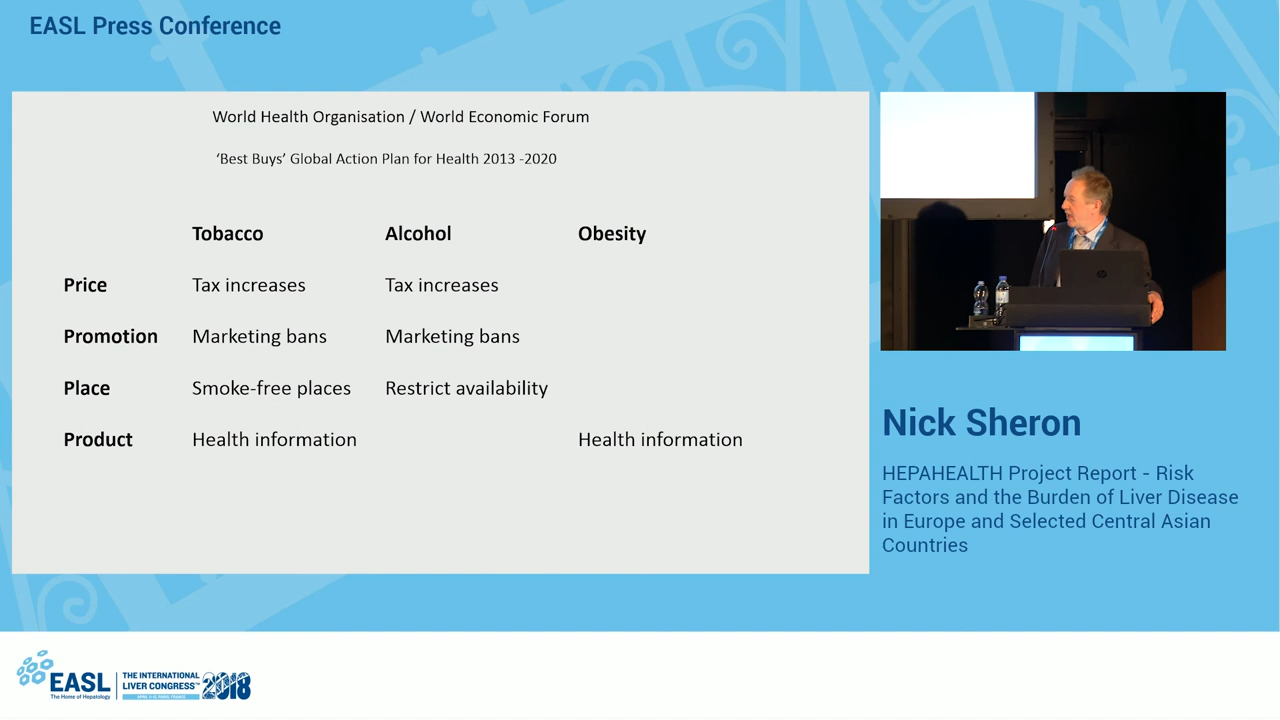 EASL Press Conference
World Health Organisation / World Economic Forum
‘Best Buys’ Global Action Plan for Health 2013 -2020
Tobacco Alcohol Obesity
Price Tax increases Tax increases
Promotion Marketing bans Marketing bans
Place Smoke-free places Restrict availability
Product Health information Health information
Nick Sheron
HEPAHEALTH Project Report - Risk
Factors and the Burden of Liver Disease
in Europe and Selected Central Asian
Countries
EASL
The Home of Hepatology
THE INTERNATIONAL
LIVER CONGRESS™
2018